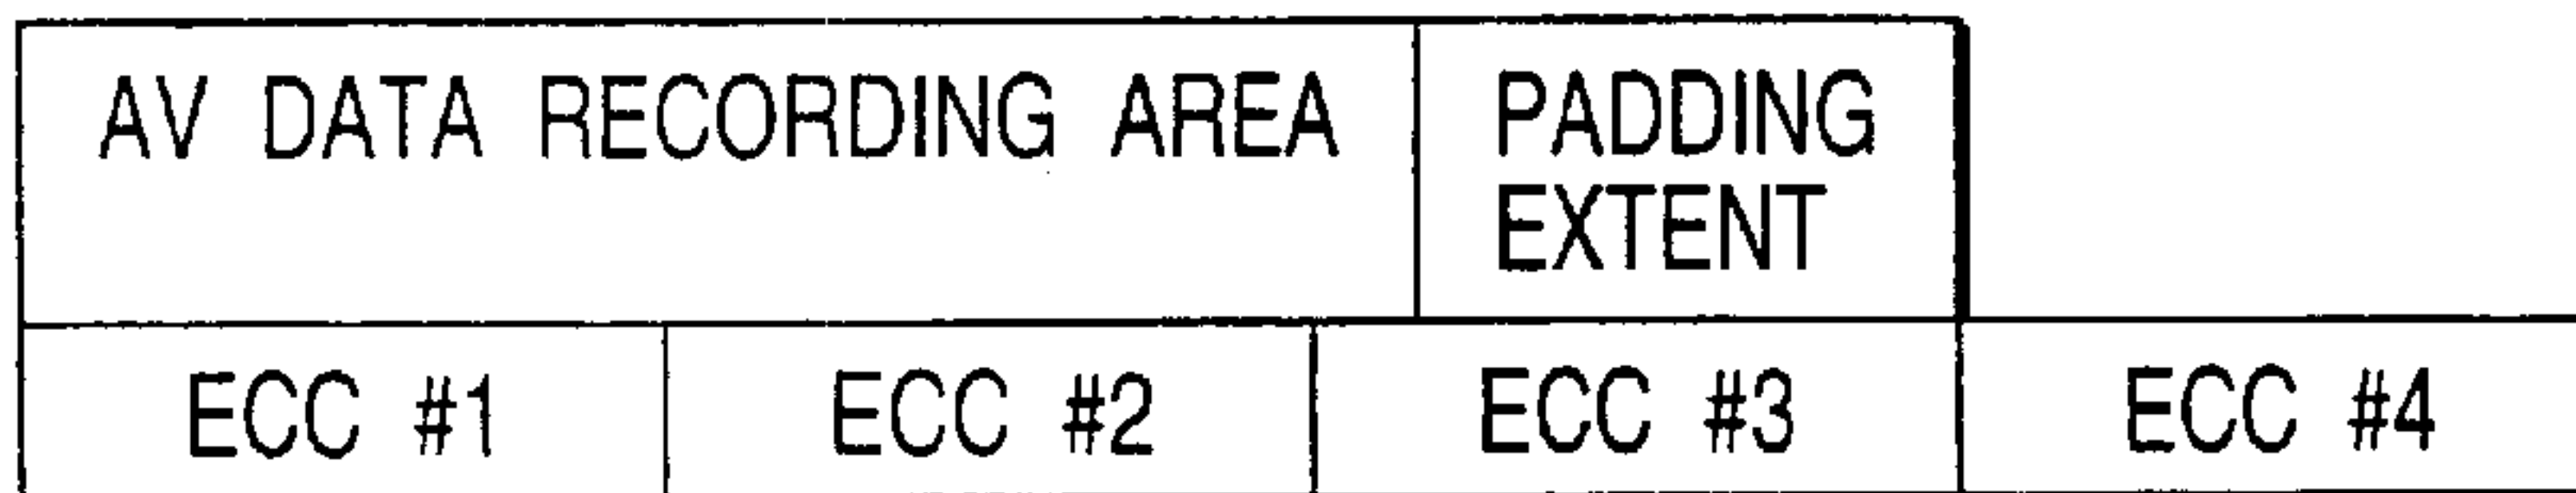 AV DATA RECORDING AREA
PADDING
EXTENT
ECC #1
ECC #2
ECC #3
ECC #4